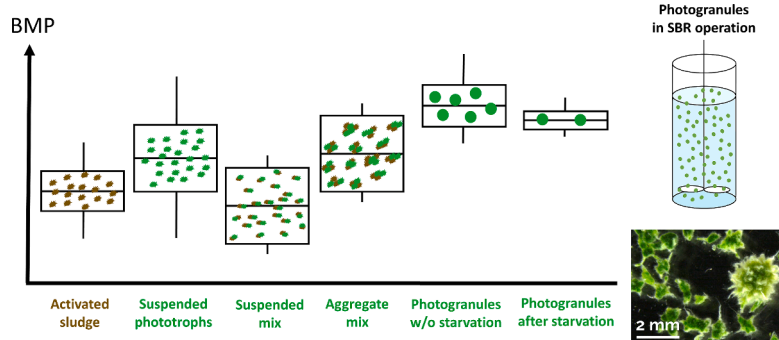 BMP
Activated
sludge
Suspended
phototrophs
Suspended
mix
Aggregate
mix
Photogranules
w/o starvation
Photogranules
after starvation
Photogranules
in SBR operation
2 mm